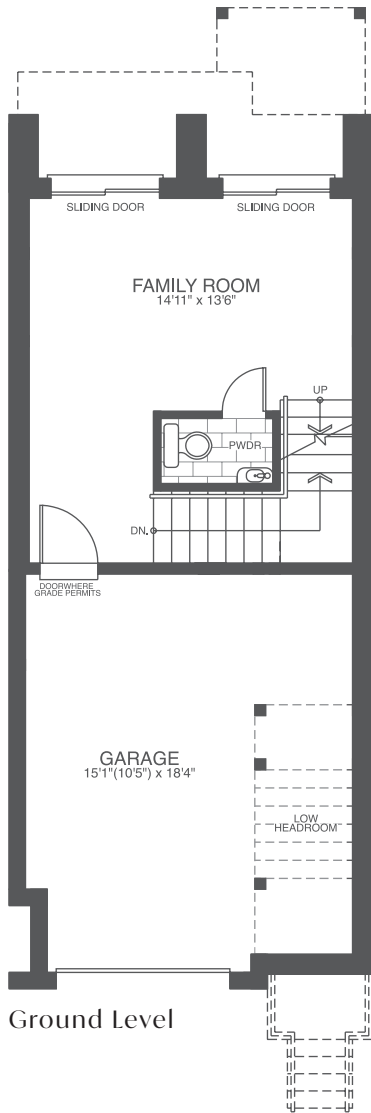 SLIDING DOOR
SLIDING DOOR
FAMILY ROOM
14'11" x 13'6"
UP
PWDR
DN.
DOORWHERE
GRADE PERMITS
GARAGE
15'1"(10'5") x 18'4"
LOW
HEADROOM
Ground Level